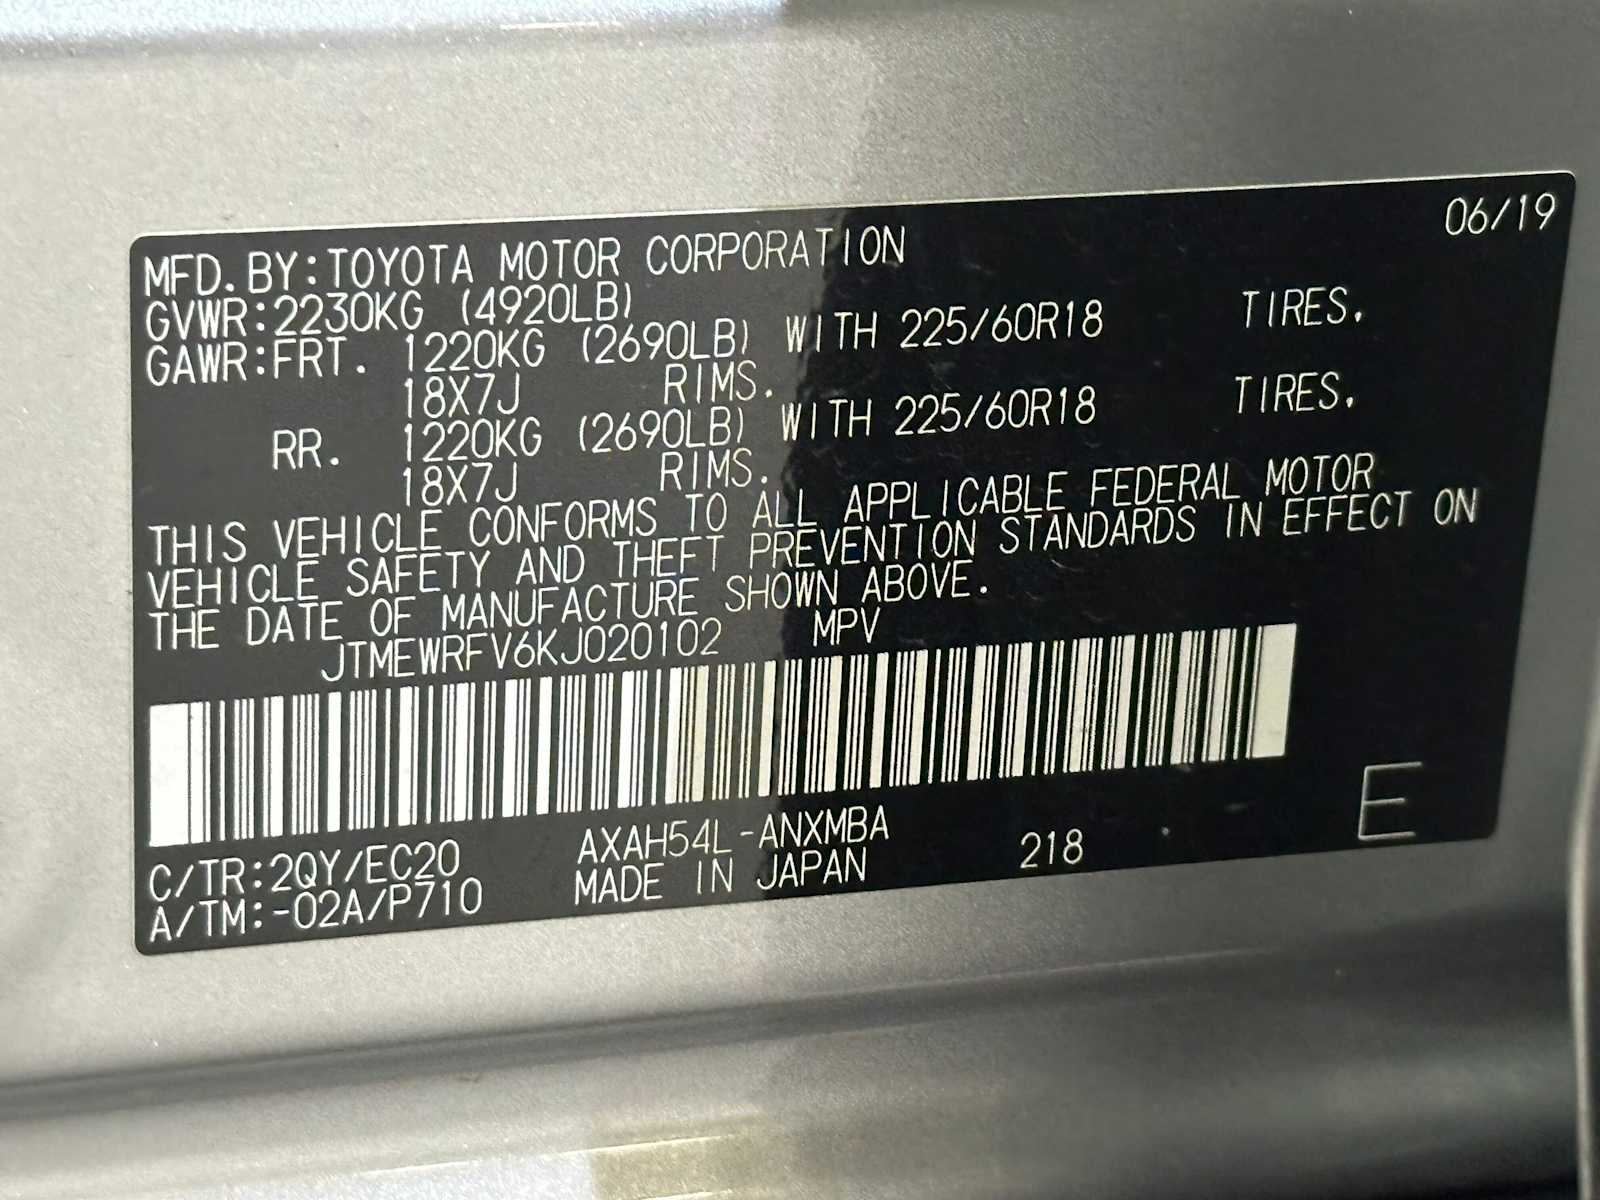 06/19
MFD.BY:TOYOTA MOTOR CORPORATION
GVWR:2230KG (4920LB)
GAWR:FRT. 1220KG (2690LB) WITH 225/60R18 TIRES,
18X7J RIMS.
RR. 1220KG (2690LB) WITH 225/60R18 TIRES,
18X7J RIMS.
THIS VEHICLE CONFORMS TO ALL APPLICABLE FEDERAL MOTOR
VEHICLE SAFETY AND THEFT PREVENTION STANDARDS IN EFFECT ON
THE DATE OF MANUFACTURE SHOWN ABOVE.
JTMEWRFV6KJ020102 MPV
C/TR:2QY/EC20 AXAH54L-ANXMBA
A/TM:-02A/P710 MADE IN JAPAN 218 E